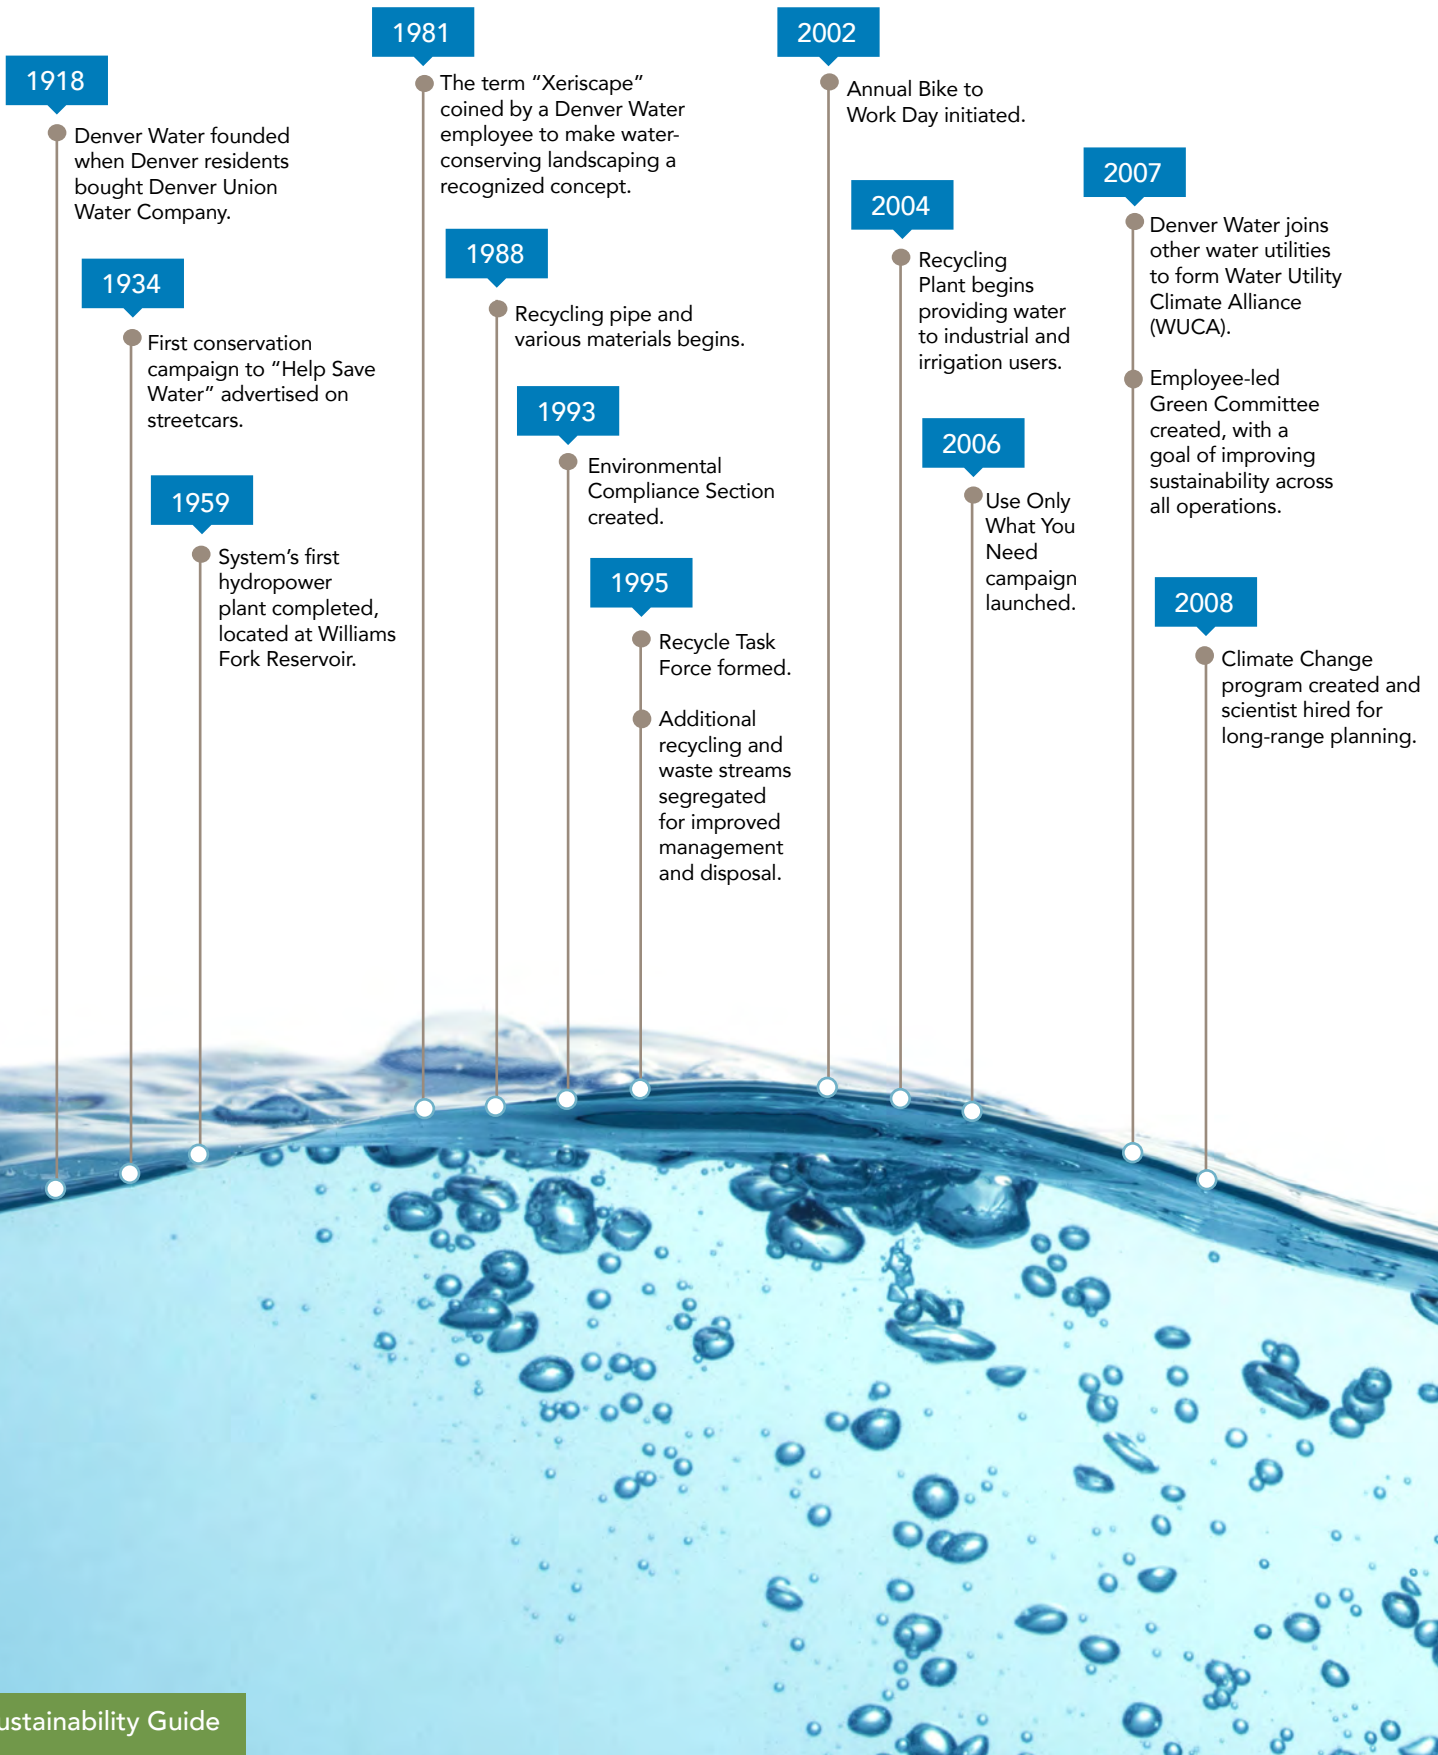 1918
Denver Water founded
when Denver residents
bought Denver Union
Water Company.
1934
First conservation
campaign to “Help Save
Water” advertised on
streetcars.
1959
System’s first
hydropower
plant completed,
located at Williams
Fork Reservoir.
1981
The term “Xeriscape”
coined by a Denver Water
employee to make water-
conserving landscaping a
recognized concept.
1988
Recycling pipe and
various materials begins.
1993
Environmental
Compliance Section
created.
1995
Recycle Task
Force formed.
Additional
recycling and
waste streams
segregated
for improved
management
and disposal.
2002
Annual Bike to
Work Day initiated.
2004
Recycling
Plant begins
providing water
to industrial and
irrigation users.
2006
Use Only
What You
Need
campaign
launched.
2007
Denver Water joins
other water utilities
to form Water Utility
Climate Alliance
(WUCA).
Employee-led
Green Committee
created, with a
goal of improving
sustainability across
all operations.
2008
Climate Change
program created and
scientist hired for
long-range planning.
ustainability Guide